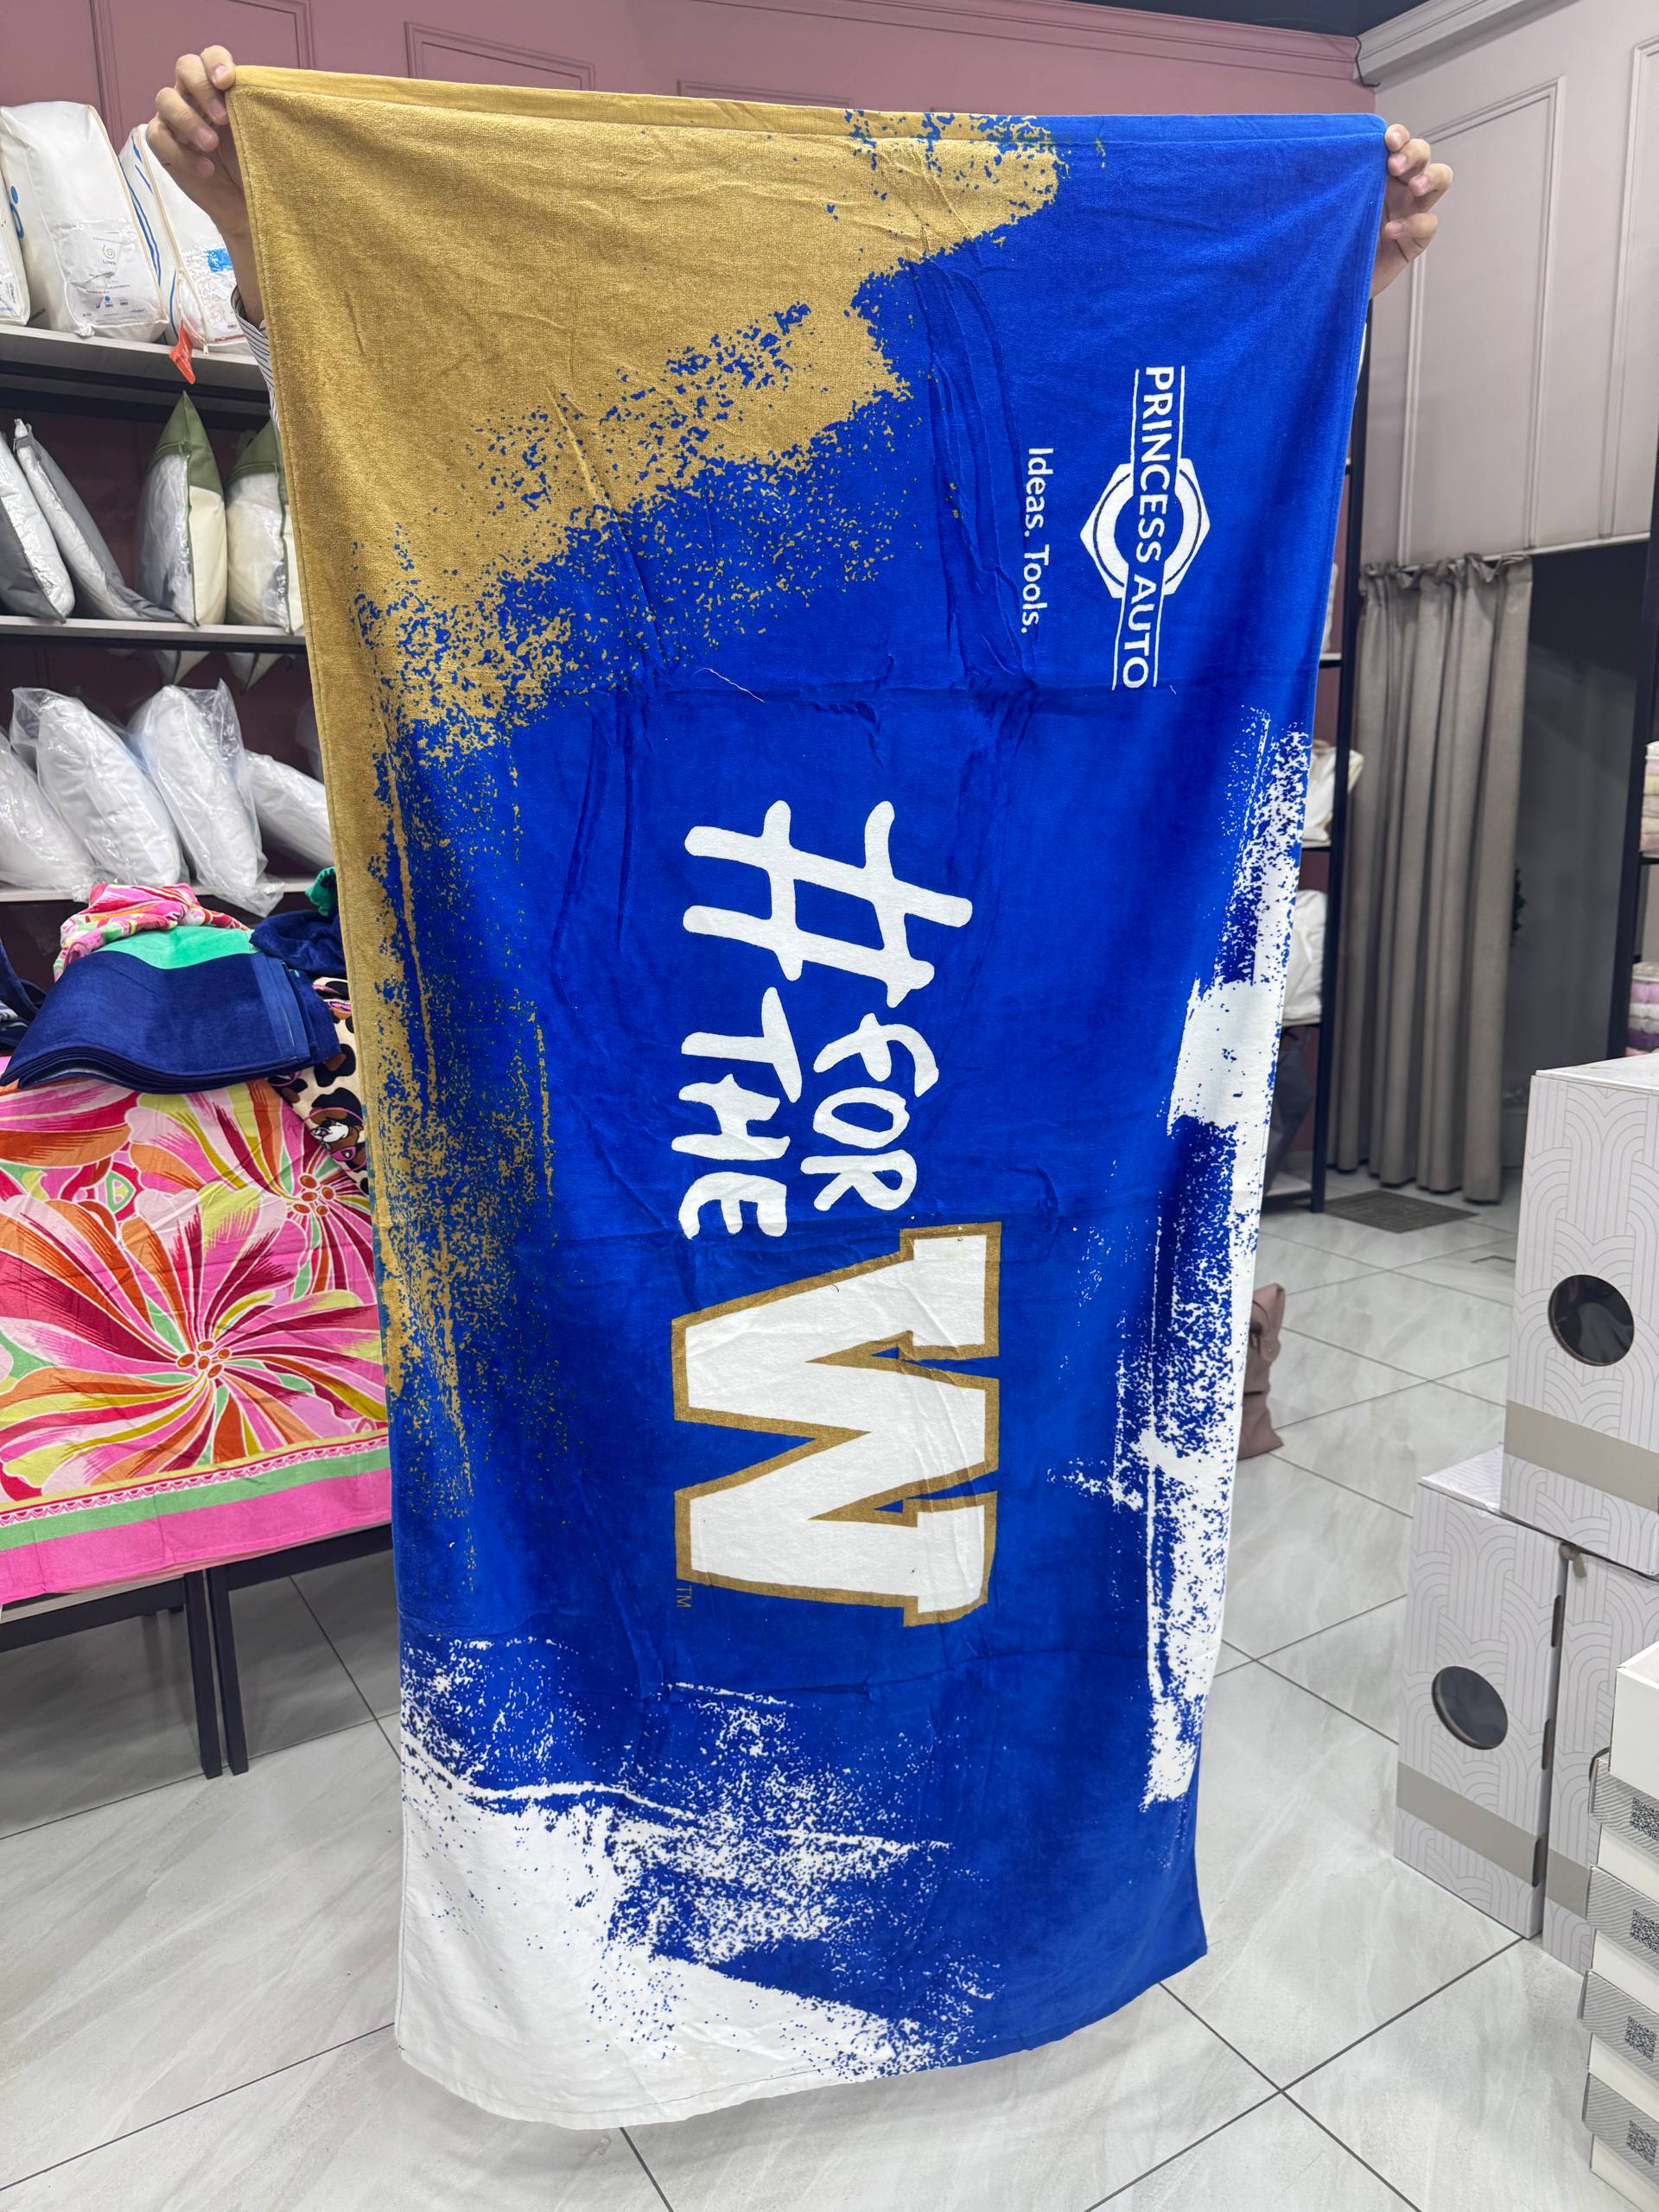 PRINCESS AUTO
Ideas. Tools.
#FOR
THE
W
TM